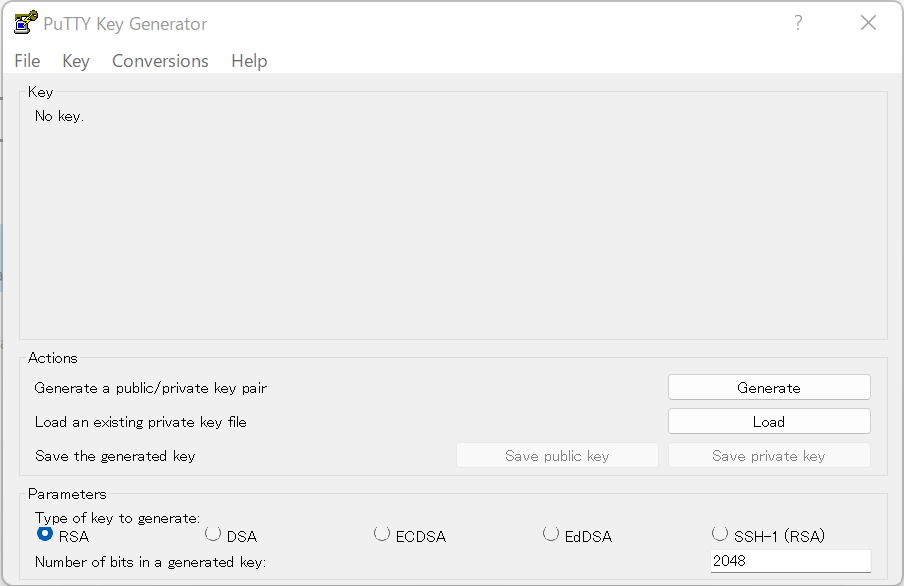 PuTTY Key Generator ?
File Key Conversions Help
Key
No key.
Actions
Generate a public/private key pair Generate
Load an existing private key file Load
Save the generated key Save public key Save private key
Parameters
Type of key to generate:
RSA DSA ECDSA EdDSA SSH-1 (RSA)
Number of bits in a generated key: 2048